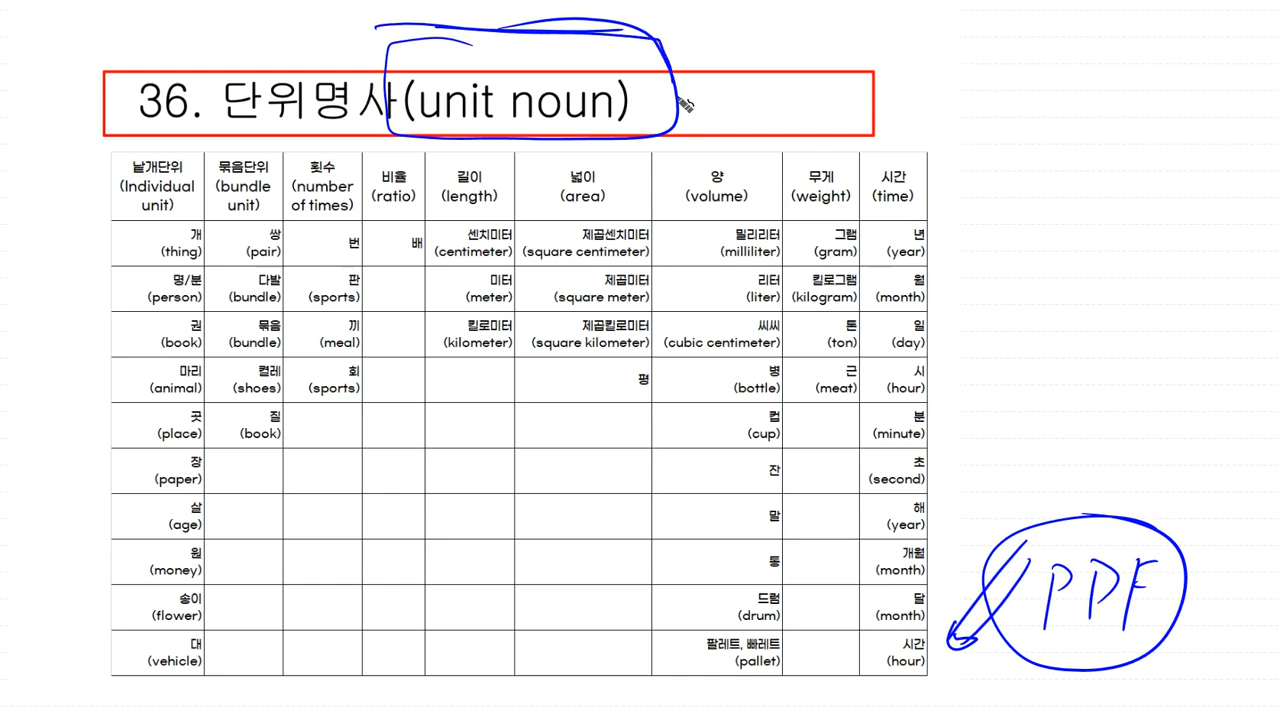 36. 단위명사(unit noun)
낱개단위 (Individual unit) 묶음단위 (bundle unit) 횟수 (number of times) 비율 (ratio) 길이 (length) 넓이 (area) 양 (volume) 무게 (weight) 시간 (time)
개 (thing) 쌍 (pair) 번 배 센치미터 (centimeter) 제곱센치미터 (square centimeter) 밀리리터 (milliliter) 그램 (gram) 년 (year)
명/분 (person) 다발 (bundle) 판 (sports) 미터 (meter) 제곱미터 (square meter) 리터 (liter) 킬로그램 (kilogram) 월 (month)
권 (book) 묶음 (bundle) 끼 (meal) 킬로미터 (kilometer) 제곱킬로미터 (square kilometer) 씨씨 (cubic centimeter) 톤 (ton) 일 (day)
마리 (animal) 켤레 (shoes) 회 (sports) 평 병 (bottle) 근 (meat) 시 (hour)
곳 (place) 질 (book) 컵 (cup) 분 (minute)
장 (paper) 잔 초 (second)
살 (age) 말 해 (year)
원 (money) 통 개월 (month)
송이 (flower) 드럼 (drum) 달 (month)
대 (vehicle) 팔레트, 빠레트 (pallet) 시간 (hour)
PDF